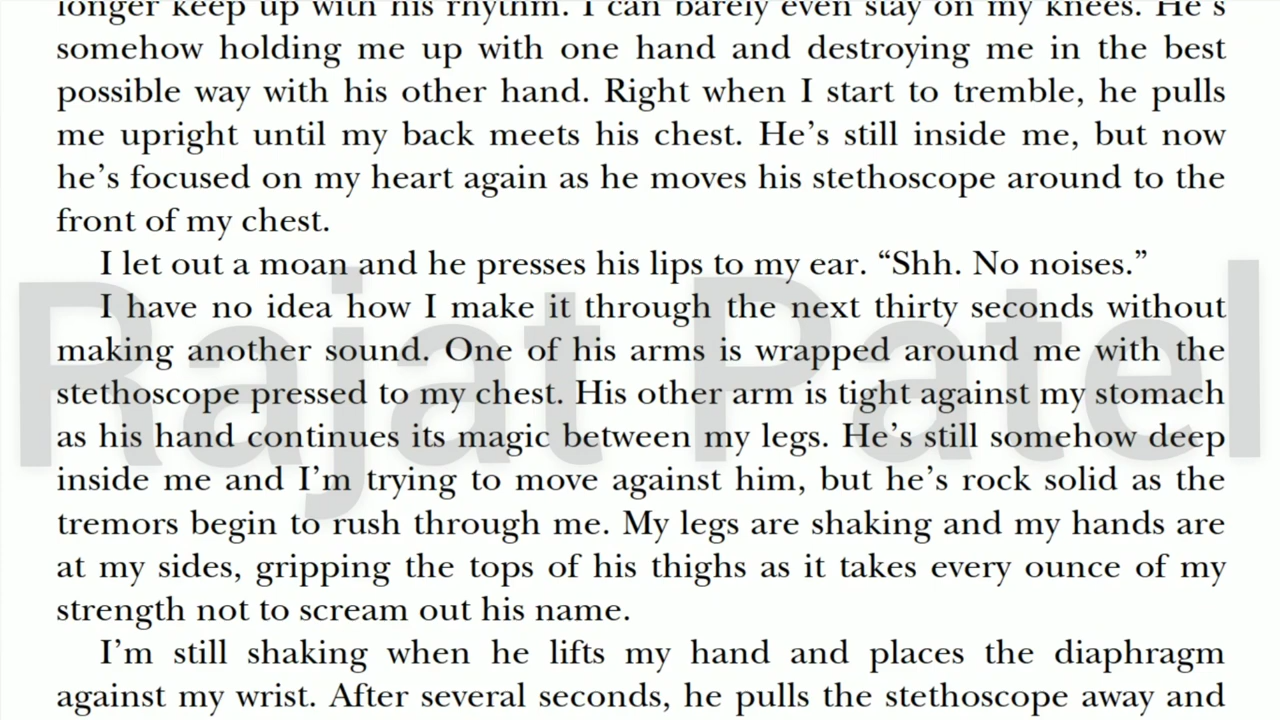 longer keep up with his rhythm. I can barely even stay on my knees. He’s
somehow holding me up with one hand and destroying me in the best
possible way with his other hand. Right when I start to tremble, he pulls
me upright until my back meets his chest. He’s still inside me, but now
he’s focused on my heart again as he moves his stethoscope around to the
front of my chest.
I let out a moan and he presses his lips to my ear. “Shh. No noises.”
I have no idea how I make it through the next thirty seconds without
making another sound. One of his arms is wrapped around me with the
stethoscope pressed to my chest. His other arm is tight against my stomach
as his hand continues its magic between my legs. He’s still somehow deep
inside me and I’m trying to move against him, but he’s rock solid as the
tremors begin to rush through me. My legs are shaking and my hands are
at my sides, gripping the tops of his thighs as it takes every ounce of my
strength not to scream out his name.
I’m still shaking when he lifts my hand and places the diaphragm
against my wrist. After several seconds, he pulls the stethoscope away and
Rajat Patel